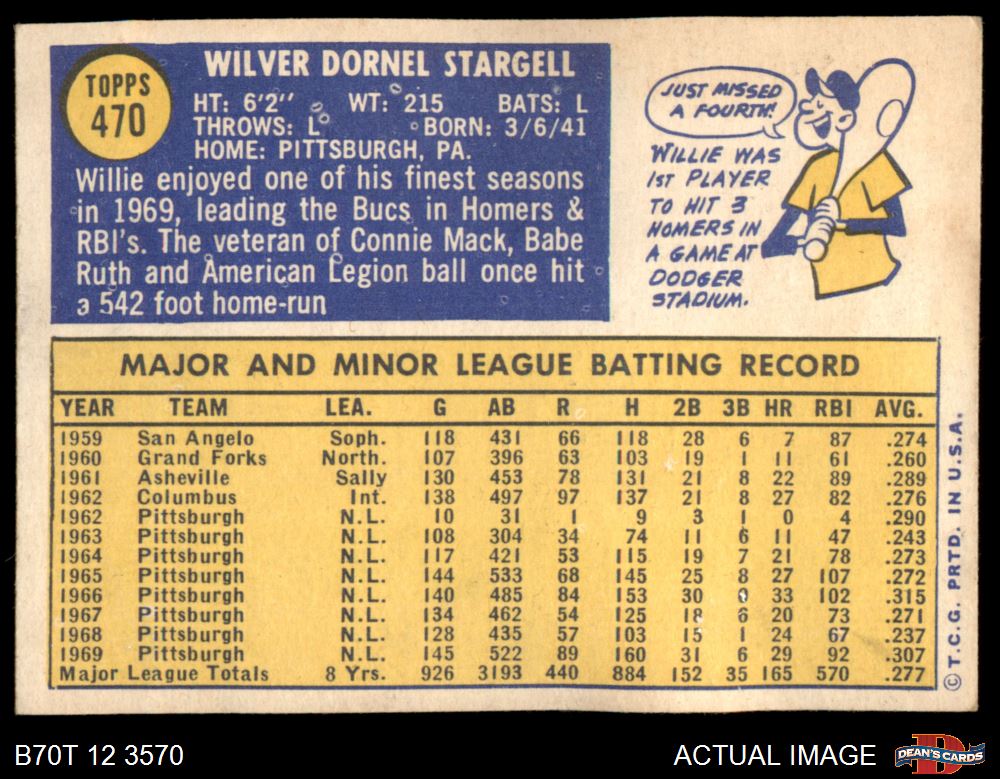 TOPPS
470
WILVER DORNEL STARGELL
HT: 6'2" WT: 215 BATS: L
THROWS: L BORN: 3/6/41
HOME: PITTSBURGH, PA.
Willie enjoyed one of his finest seasons
in 1969, leading the Bucs in Homers &
RBI's. The veteran of Connie Mack, Babe
Ruth and American Legion ball once hit
a 542 foot home-run
JUST MISSED
A FOURTH!
WILLIE WAS
1ST PLAYER
TO HIT 3
HOMERS IN
A GAME AT
DODGER
STADIUM.
MAJOR AND MINOR LEAGUE BATTING RECORD
YEAR TEAM LEA. G AB R H 2B 3B HR RBI AVG.
1959 San Angelo Soph. 118 431 66 118 28 6 7 87 .274
1960 Grand Forks North. 107 396 63 103 19 1 11 61 .260
1961 Asheville Sally 130 453 78 131 21 8 22 89 .289
1962 Columbus Int. 138 497 97 137 21 8 27 82 .276
1962 Pittsburgh N.L. 10 31 1 9 3 1 0 4 .290
1963 Pittsburgh N.L. 108 304 34 74 11 6 11 47 .243
1964 Pittsburgh N.L. 117 421 53 115 19 7 21 78 .273
1965 Pittsburgh N.L. 144 533 68 145 25 8 27 107 .272
1966 Pittsburgh N.L. 140 485 84 153 30 0 33 102 .315
1967 Pittsburgh N.L. 134 462 54 125 18 6 20 73 .271
1968 Pittsburgh N.L. 128 435 57 103 15 1 24 67 .237
1969 Pittsburgh N.L. 145 522 89 160 31 6 29 92 .307
Major League Totals 8 Yrs. 926 3193 440 884 152 35 165 570 .277
© T.C.G. PRTD. IN U.S.A.
B70T 12 3570
ACTUAL IMAGE
DEAN'S CARDS